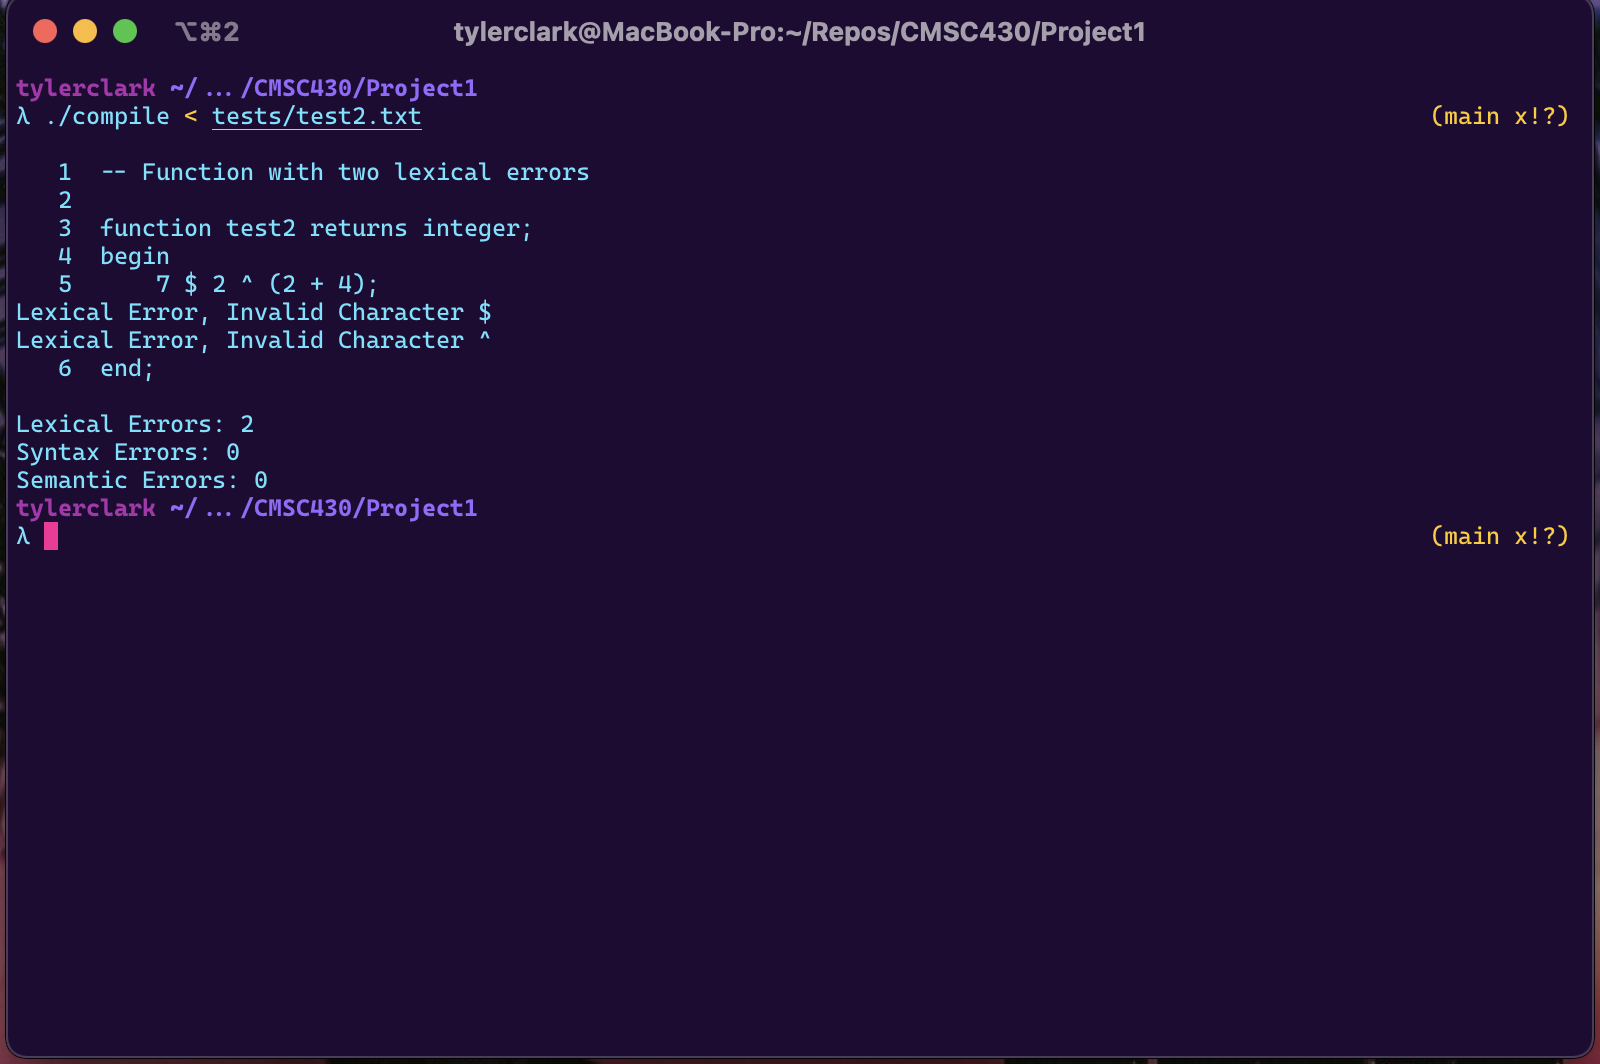 ⌥⌘2 tylerclark@MacBook-Pro:~/Repos/CMSC430/Project1
tylerclark ~/ … /CMSC430/Project1
λ ./compile < tests/test2.txt (main x!?)
1 -- Function with two lexical errors
2
3 function test2 returns integer;
4 begin
5 7 $ 2 ^ (2 + 4);
Lexical Error, Invalid Character $
Lexical Error, Invalid Character ^
6 end;
Lexical Errors: 2
Syntax Errors: 0
Semantic Errors: 0
tylerclark ~/ … /CMSC430/Project1
λ (main x!?)